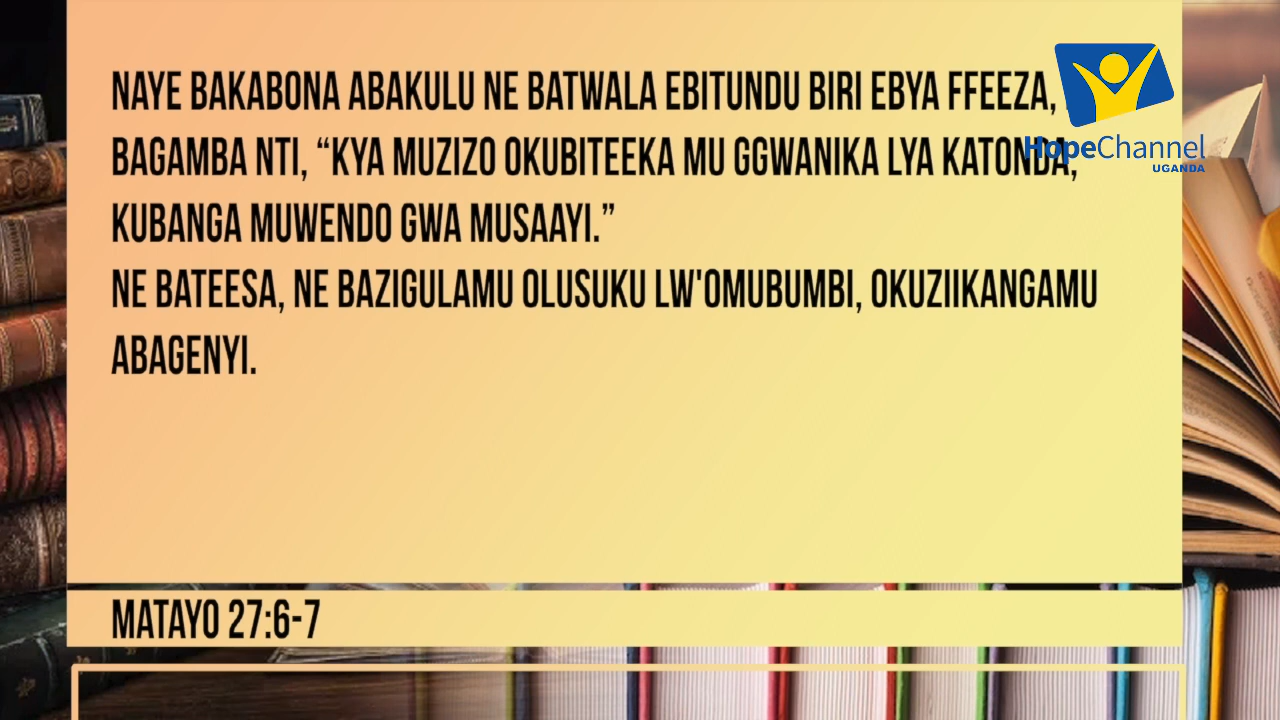 NAYE BAKABONA ABAKULU NE BATWALA EBITUNDU BIRI EBYA FFEEZA,
BAGAMBA NTI, “KYA MUZIZO OKUBITEEKA MU GGWANIKA LYA KATONDA,
KUBANGA MUWENDO GWA MUSAAYI.”
NE BATEESA, NE BAZIGULAMU OLUSUKU LW'OMUBUMBI, OKUZIIKANGAMU
ABAGENYI.
MATAYO 27:6-7
HopeChannel
UGANDA